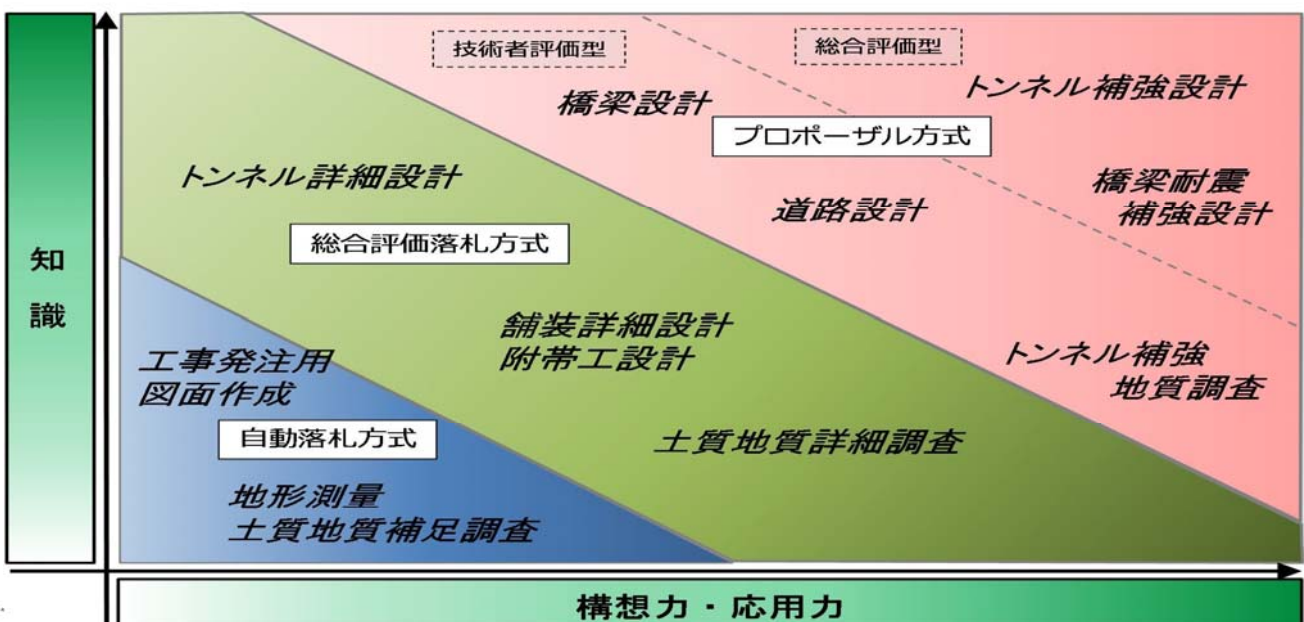 技術者評価型
総合評価型
橋梁設計
トンネル補強設計
プロポーザル方式
トンネル詳細設計
橋梁耐震
補強設計
道路設計
総合評価落札方式
知
識
舗装詳細設計
附帯工設計
トンネル補強
地質調査
工事発注用
図面作成
自動落札方式
土質地質詳細調査
地形測量
土質地質補足調査
構想力・応用力